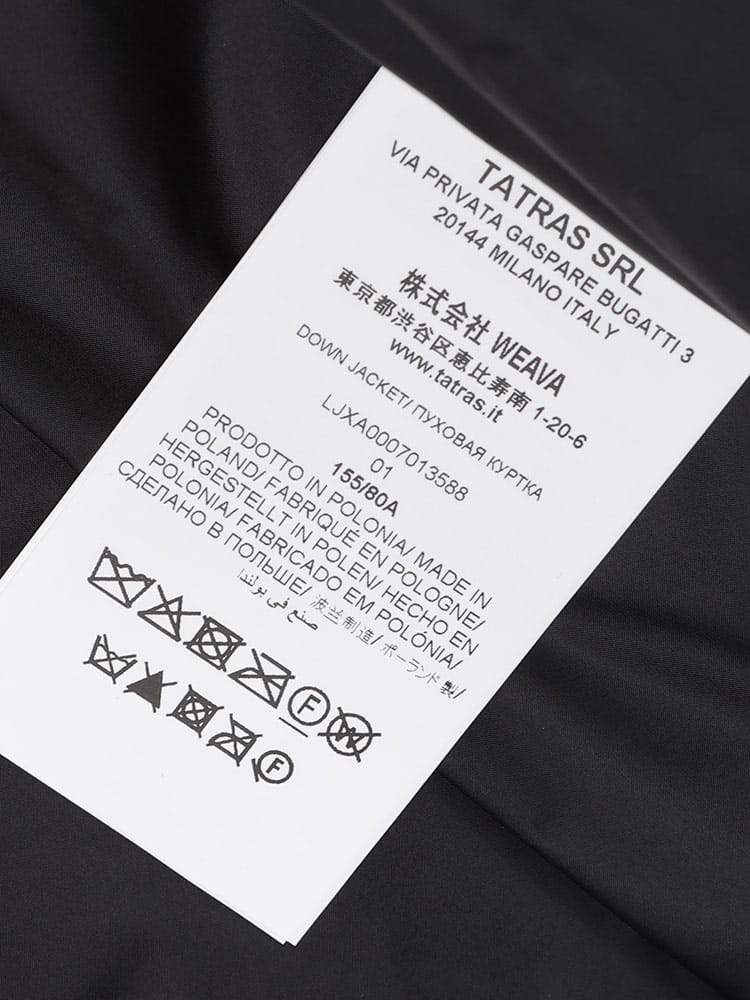 TATRAS SRL
VIA PRIVATA GASPARE BUGATTI 3
20144 MILANO ITALY
株式会社 WEAVA
東京都渋谷区恵比寿南 1-20-6
www.tatras.it
DOWN JACKET/ ПУХОВАЯ КУРТКА
LJXA0007013588
01
155/80A
PRODOTTO IN POLONIA/ MADE IN
POLAND/ FABRIQUÉ EN POLOGNE/
HERGESTELLT IN POLEN/ HECHO EN
POLONIA/ FABRICADO EM POLÓNIA/
СДЕЛАНО В ПОЛЬШЕ/ 波兰制造/ ポーランド製/
صنع في بولندا
F W
F